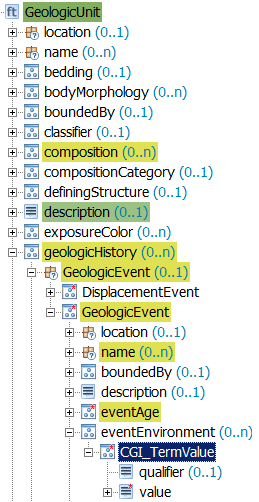 ft GeologicUnit
location (0..1)
name (0..n)
bedding (0..1)
bodyMorphology (0..n)
boundedBy (0..1)
classifier (0..1)
composition (0..n)
compositionCategory (0..1)
definingStructure (0..n)
description (0..1)
exposureColor (0..n)
geologicHistory (0..n)
GeologicEvent (0..1)
DisplacementEvent
GeologicEvent
location (0..1)
name (0..n)
boundedBy (0..1)
description (0..1)
eventAge
eventEnvironment (0..n)
CGI_TermValue
qualifier (0..1)
value